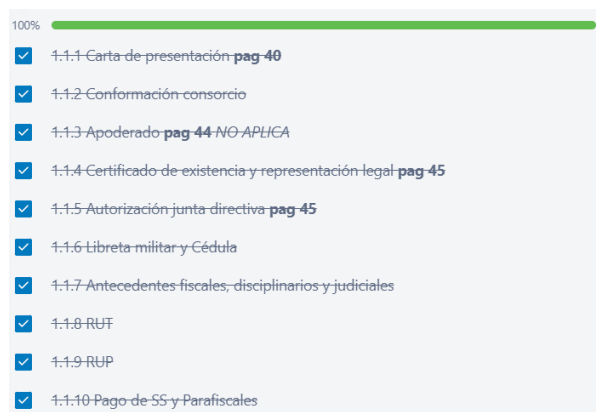 100%
1.1.1 Carta de presentación pag 40
1.1.2 Conformación consorcio
1.1.3 Apoderado pag 44 NO APLICA
1.1.4 Certificado de existencia y representación legal pag 45
1.1.5 Autorización junta directiva pag 45
1.1.6 Libreta militar y Cédula
1.1.7 Antecedentes fiscales, disciplinarios y judiciales
1.1.8 RUT
1.1.9 RUP
1.1.10 Pago de SS y Parafiscales